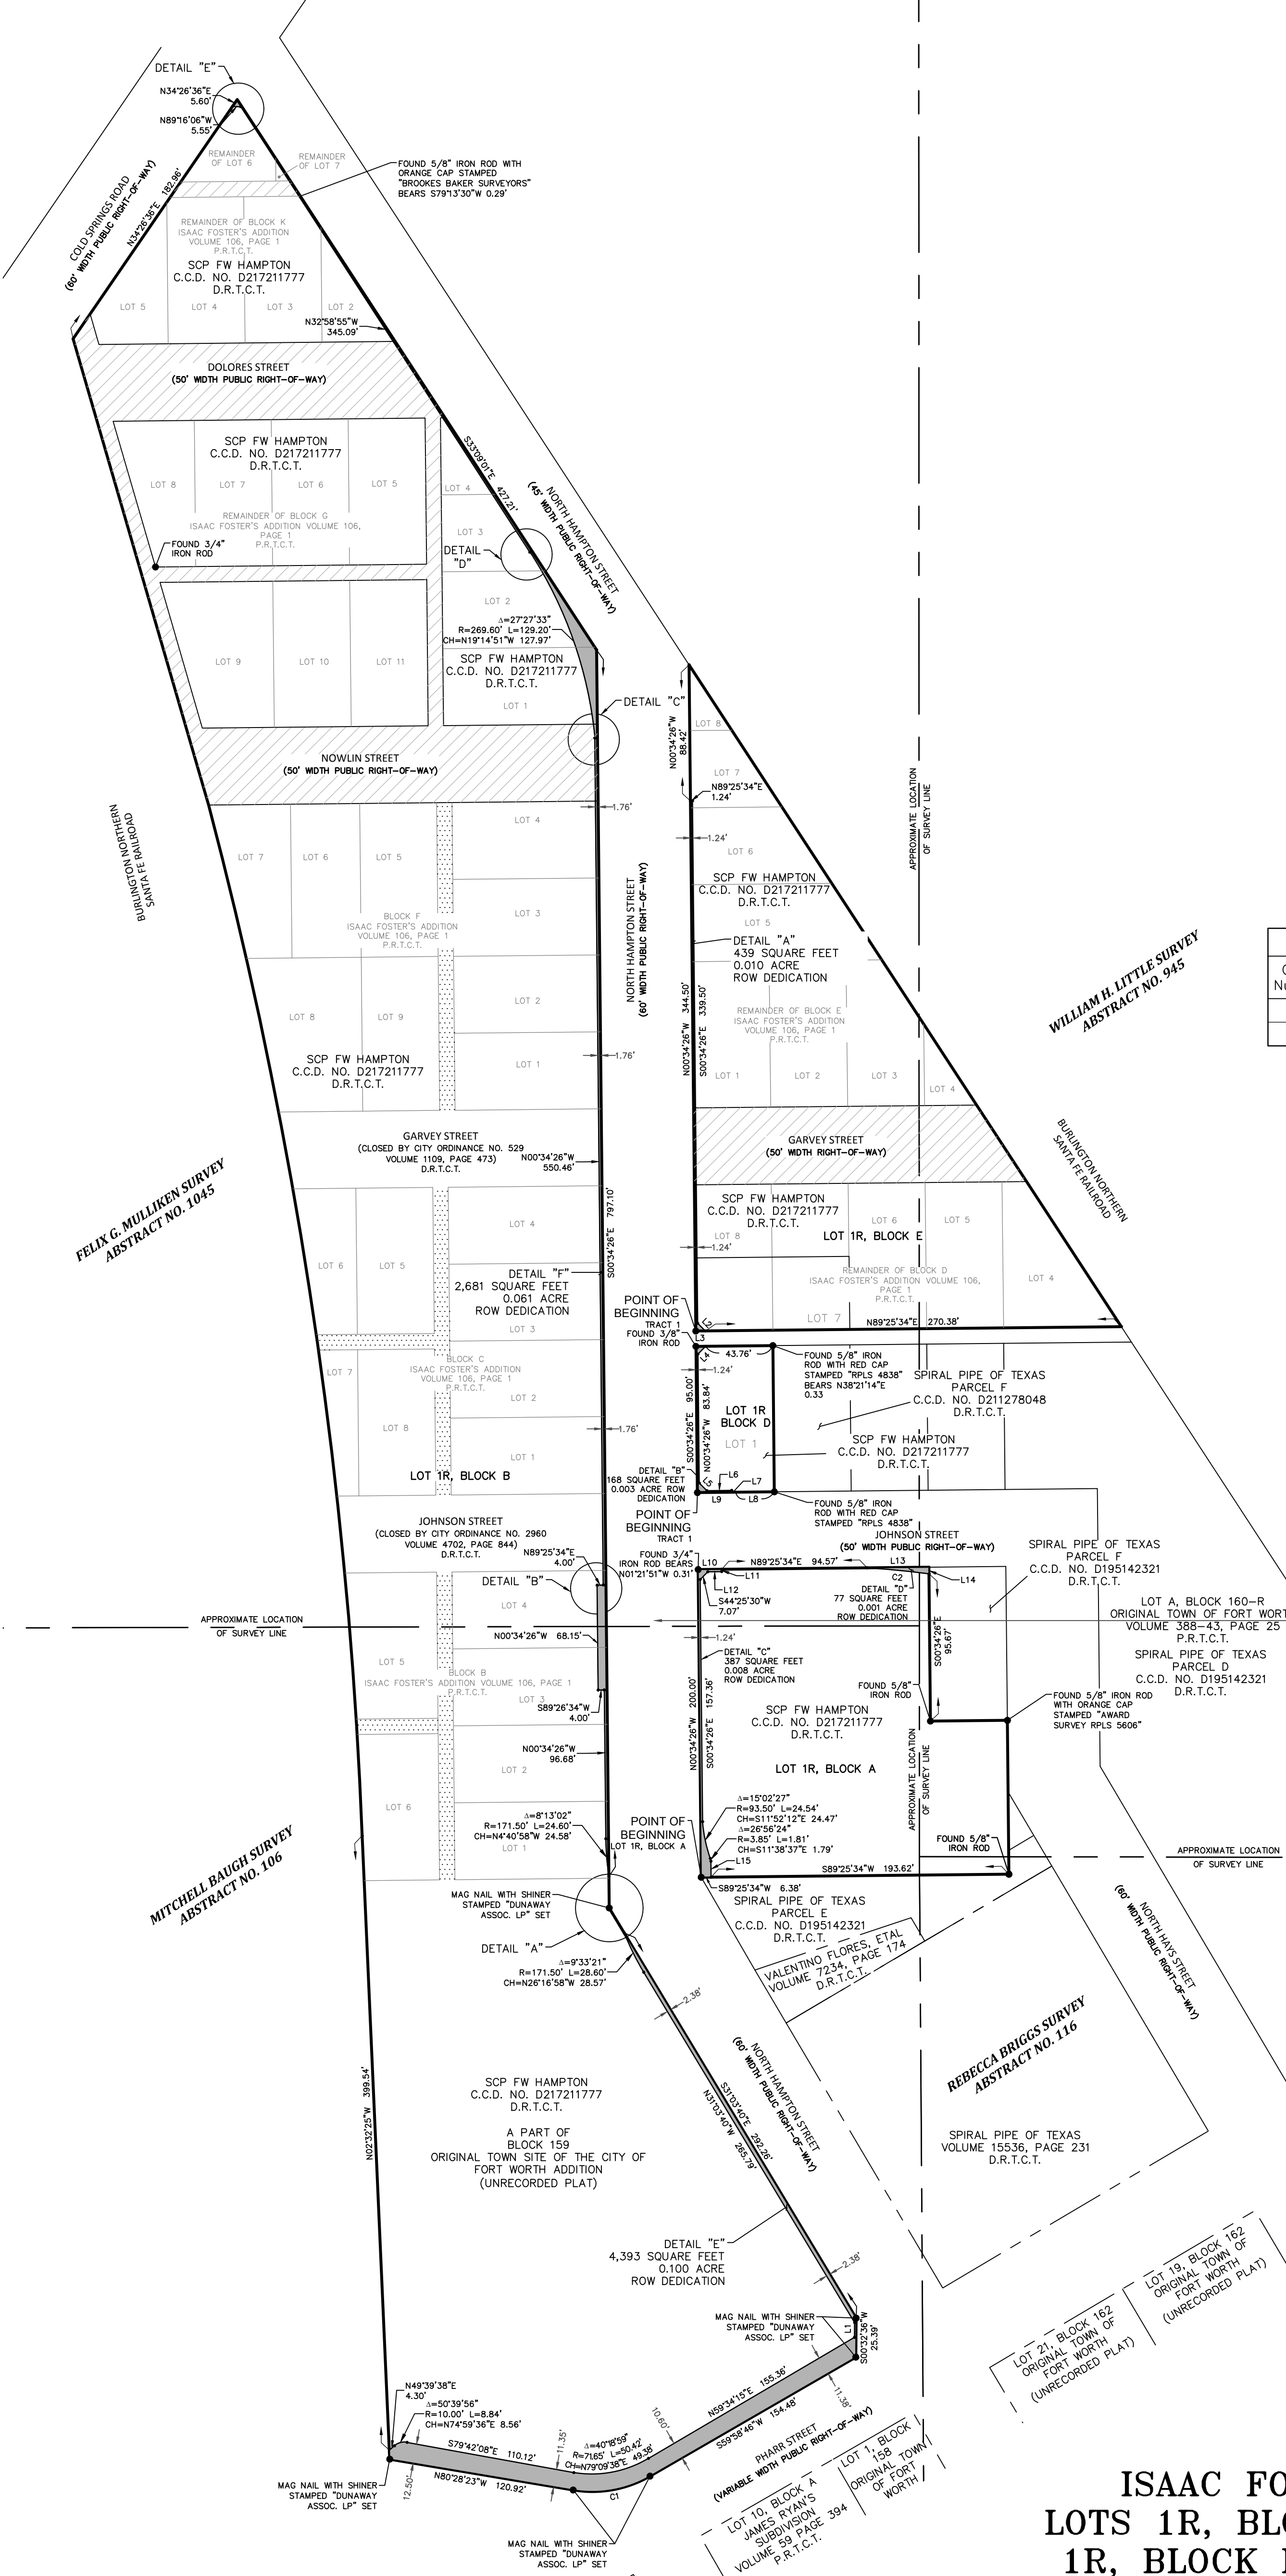 DETAIL "E"
N34°26'36"E
5.60'
N89°16'06"W
5.55'
REMAINDER
OF LOT 6
REMAINDER
OF LOT 7
FOUND 5/8" IRON ROD WITH
ORANGE CAP STAMPED
"BROOKES BAKER SURVEYORS"
BEARS S79°13'30"W 0.29'
COLD SPRINGS ROAD
(60' WIDTH PUBLIC RIGHT-OF-WAY)
N34°26'36"E 182.96'
REMAINDER OF BLOCK K
ISAAC FOSTER'S ADDITION
VOLUME 106, PAGE 1
P.R.T.C.T.
SCP FW HAMPTON
C.C.D. NO. D217211777
D.R.T.C.T.
LOT 5
LOT 4
LOT 3
LOT 2
N32°58'55"W
345.09'
DOLORES STREET
(50' WIDTH PUBLIC RIGHT-OF-WAY)
SCP FW HAMPTON
C.C.D. NO. D217211777
D.R.T.C.T.
LOT 8
LOT 7
LOT 6
LOT 5
REMAINDER OF BLOCK G
ISAAC FOSTER'S ADDITION VOLUME 106,
PAGE 1
P.R.T.C.T.
FOUND 3/4"
IRON ROD
S33°09'01"E 427.21'
NORTH HAMPTON STREET
(45' WIDTH PUBLIC RIGHT-OF-WAY)
LOT 4
LOT 3
DETAIL
"D"
LOT 2
Δ=27°27'33"
R=269.60' L=129.20'
CH=N19°14'51"W 127.97'
SCP FW HAMPTON
C.C.D. NO. D217211777
D.R.T.C.T.
LOT 1
LOT 9
LOT 10
LOT 11
DETAIL "C"
NOWLIN STREET
(50' WIDTH PUBLIC RIGHT-OF-WAY)
N00°34'26"W
88.42'
LOT 8
LOT 7
N89°25'34"E
1.24'
APPROXIMATE LOCATION
OF SURVEY LINE
BURLINGTON NORTHERN
SANTA FE RAILROAD
1.76'
1.24'
LOT 4
LOT 7
LOT 6
LOT 5
LOT 6
SCP FW HAMPTON
C.C.D. NO. D217211777
D.R.T.C.T.
LOT 5
LOT 3
BLOCK F
ISAAC FOSTER'S ADDITION
VOLUME 106, PAGE 1
P.R.T.C.T.
NORTH HAMPTON STREET
(60' WIDTH PUBLIC RIGHT-OF-WAY)
DETAIL "A"
439 SQUARE FEET
0.010 ACRE
ROW DEDICATION
WILLIAM H. LITTLE SURVEY
ABSTRACT NO. 945
LOT 2
LOT 8
LOT 9
N00°34'26"W 344.50'
S00°34'26"E 339.50'
REMAINDER OF BLOCK E
ISAAC FOSTER'S ADDITION
VOLUME 106, PAGE 1
P.R.T.C.T.
SCP FW HAMPTON
C.C.D. NO. D217211777
D.R.T.C.T.
1.76'
LOT 1
LOT 1
LOT 2
LOT 3
LOT 4
GARVEY STREET
(CLOSED BY CITY ORDINANCE NO. 529
VOLUME 1109, PAGE 473)
D.R.T.C.T.
N00°34'26"W
550.46'
GARVEY STREET
(50' WIDTH RIGHT-OF-WAY)
BURLINGTON NORTHERN
SANTA FE RAILROAD
FELIX G. MULLIKEN SURVEY
ABSTRACT NO. 1045
SCP FW HAMPTON
C.C.D. NO. D217211777
D.R.T.C.T.
LOT 8
LOT 6
LOT 5
LOT 1R, BLOCK E
1.24'
LOT 4
LOT 6
LOT 5
S00°34'26"E 797.10'
DETAIL "F"
2,681 SQUARE FEET
0.061 ACRE
ROW DEDICATION
LOT 3
REMAINDER OF BLOCK D
ISAAC FOSTER'S ADDITION VOLUME 106,
PAGE 1
P.R.T.C.T.
LOT 4
LOT 7
N89°25'34"E 270.38'
POINT OF
BEGINNING
TRACT 1
FOUND 3/8"
IRON ROD
L2
L3
L4
43.76'
1.24'
FOUND 5/8" IRON
ROD WITH RED CAP
STAMPED "RPLS 4838"
BEARS N38°21'14"E
0.33
SPIRAL PIPE OF TEXAS
PARCEL F
C.C.D. NO. D211278048
D.R.T.C.T.
LOT 7
BLOCK C
ISAAC FOSTER'S ADDITION
VOLUME 106, PAGE 1
P.R.T.C.T.
LOT 2
LOT 8
LOT 1
1.76'
S00°34'26"E 95.00'
N00°34'26"W 83.84'
LOT 1R
BLOCK D
LOT 1
SCP FW HAMPTON
C.C.D. NO. D217211777
D.R.T.C.T.
LOT 1R, BLOCK B
DETAIL "B"
168 SQUARE FEET
0.003 ACRE ROW
DEDICATION
L5
L6
L7
L8
L9
POINT OF
BEGINNING
TRACT 1
FOUND 5/8" IRON
ROD WITH RED CAP
STAMPED "RPLS 4838"
JOHNSON STREET
(CLOSED BY CITY ORDINANCE NO. 2960
VOLUME 4702, PAGE 844)
D.R.T.C.T.
JOHNSON STREET
(50' WIDTH PUBLIC RIGHT-OF-WAY)
N89°25'34"E
4.00'
DETAIL "B"
FOUND 3/4"
IRON ROD BEARS
N01°21'51"W 0.31'
L10
N89°25'34"E 94.57'
L13
L11
L12
C2
L14
S44°25'30"W
7.07'
DETAIL "D"
77 SQUARE FEET
0.001 ACRE
ROW DEDICATION
SPIRAL PIPE OF TEXAS
PARCEL F
C.C.D. NO. D195142321
D.R.T.C.T.
LOT A, BLOCK 160-R
ORIGINAL TOWN OF FORT WORT
VOLUME 388-43, PAGE 25
P.R.T.C.T.
SPIRAL PIPE OF TEXAS
PARCEL D
C.C.D. NO. D195142321
D.R.T.C.T.
APPROXIMATE LOCATION
OF SURVEY LINE
LOT 4
N00°34'26"W 68.15'
LOT 5
BLOCK B
ISAAC FOSTER'S ADDITION VOLUME 106, PAGE 1
P.R.T.C.T.
LOT 3
S89°26'34"W
4.00'
1.24'
DETAIL "C"
387 SQUARE FEET
0.008 ACRE
ROW DEDICATION
S00°34'26"E
95.67'
FOUND 5/8"
IRON ROD
FOUND 5/8" IRON ROD
WITH ORANGE CAP
STAMPED "AWARD
SURVEY RPLS 5606"
N00°34'26"W 200.00'
S00°34'26"E 157.36'
SCP FW HAMPTON
C.C.D. NO. D217211777
D.R.T.C.T.
LOT 1R, BLOCK A
APPROXIMATE LOCATION
OF SURVEY LINE
N00°34'26"W
96.68'
LOT 2
LOT 6
LOT 1
Δ=8°13'02"
R=171.50' L=24.60'
CH=N4°40'58"W 24.58'
Δ=15°02'27"
R=93.50' L=24.54'
CH=S11°52'12"E 24.47'
Δ=26°56'24"
R=3.85' L=1.81'
CH=S11°38'37"E 1.79'
L15
POINT OF
BEGINNING
LOT 1R, BLOCK A
FOUND 5/8"
IRON ROD
S89°25'34"W 193.62'
S89°25'34"W 6.38'
APPROXIMATE LOCATION
OF SURVEY LINE
MITCHELL BAUGH SURVEY
ABSTRACT NO. 106
MAG NAIL WITH SHINER
STAMPED "DUNAWAY
ASSOC. LP" SET
DETAIL "A"
Δ=9°33'21"
R=171.50' L=28.60'
CH=N26°16'58"W 28.57'
SPIRAL PIPE OF TEXAS
PARCEL E
C.C.D. NO. D195142321
D.R.T.C.T.
VALENTINO FLORES, ETAL
VOLUME 7234, PAGE 174
D.R.T.C.T.
NORTH HAYS STREET
(60' WIDTH PUBLIC RIGHT-OF-WAY)
2.38'
REBECCA BRIGGS SURVEY
ABSTRACT NO. 116
N02°32'25"W 399.54'
SCP FW HAMPTON
C.C.D. NO. D217211777
D.R.T.C.T.
A PART OF
BLOCK 159
ORIGINAL TOWN SITE OF THE CITY OF
FORT WORTH ADDITION
(UNRECORDED PLAT)
NORTH HAMPTON STREET
(60' WIDTH PUBLIC RIGHT-OF-WAY)
S31°03'40"E 292.26'
N31°03'40"W 265.79'
SPIRAL PIPE OF TEXAS
VOLUME 15536, PAGE 231
D.R.T.C.T.
DETAIL "E"
4,393 SQUARE FEET
0.100 ACRE
ROW DEDICATION
2.38'
MAG NAIL WITH SHINER
STAMPED "DUNAWAY
ASSOC. LP" SET
L1
S00°32'36"W
25.39'
LOT 19, BLOCK 162
ORIGINAL TOWN OF
FORT WORTH
(UNRECORDED PLAT)
LOT 21, BLOCK 162
ORIGINAL TOWN OF
FORT WORTH
(UNRECORDED PLAT)
N49°39'38"E
4.30'
Δ=50°39'56"
R=10.00' L=8.84'
CH=N74°59'36"E 8.56'
N59°34'15"E 155.36'
S59°58'46"W 154.48'
11.38'
10.60'
11.35'
Δ=40°18'59"
R=71.65' L=50.42'
CH=N79°09'38"E 49.38'
S79°42'08"E 110.12'
N80°28'23"W 120.92'
12.50'
C1
PHARR STREET
(VARIABLE WIDTH PUBLIC RIGHT-OF-WAY)
MAG NAIL WITH SHINER
STAMPED "DUNAWAY
ASSOC. LP" SET
LOT 10, BLOCK A
JAMES RYAN'S
SUBDIVISION
VOLUME 59 PAGE 394
P.R.T.C.T.
LOT 1, BLOCK
158
ORIGINAL TOWN
OF FORT
WORTH
MAG NAIL WITH SHINER
STAMPED "DUNAWAY
ASSOC. LP" SET
ISAAC FO
LOTS 1R, BLO
1R, BLOCK